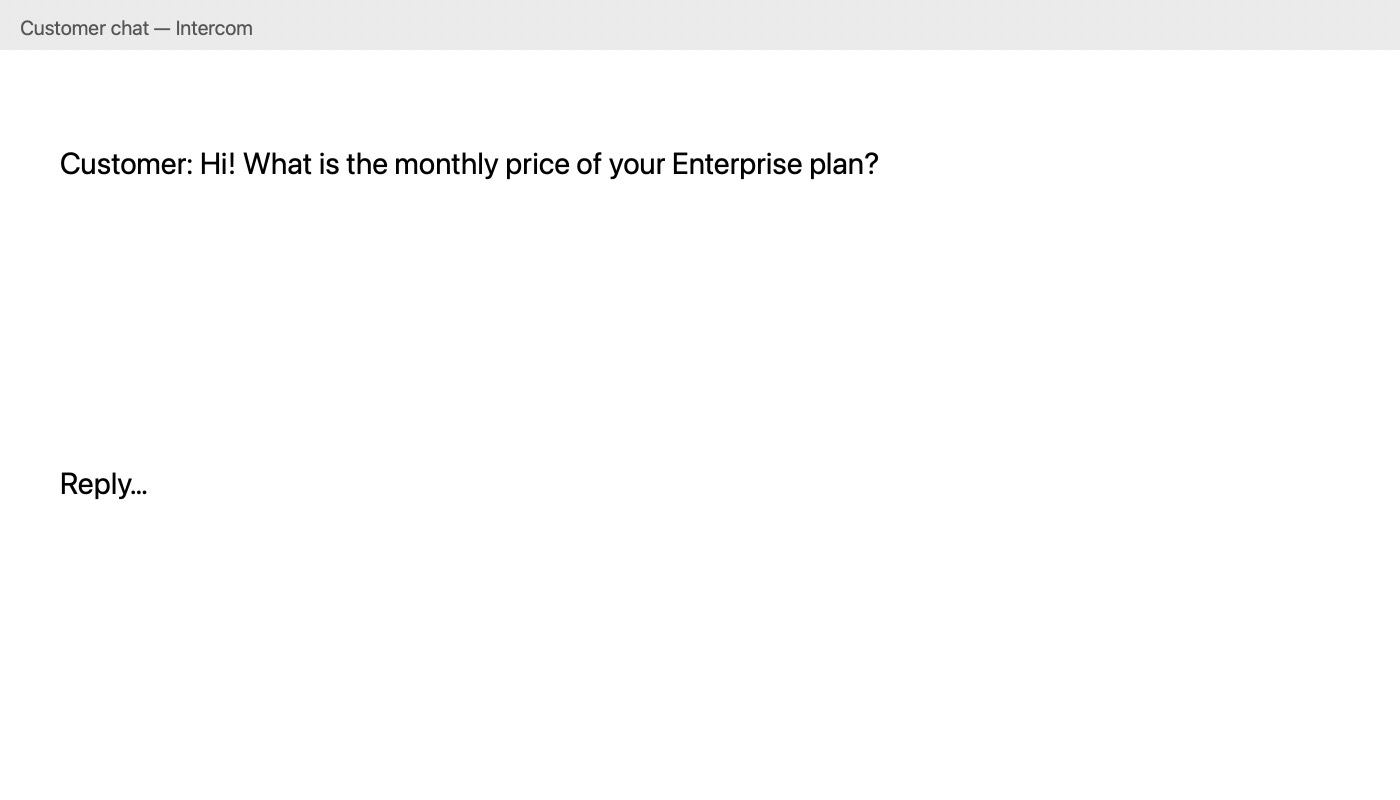 Customer chat — Intercom
Customer: Hi! What is the monthly price of your Enterprise plan?
Reply...